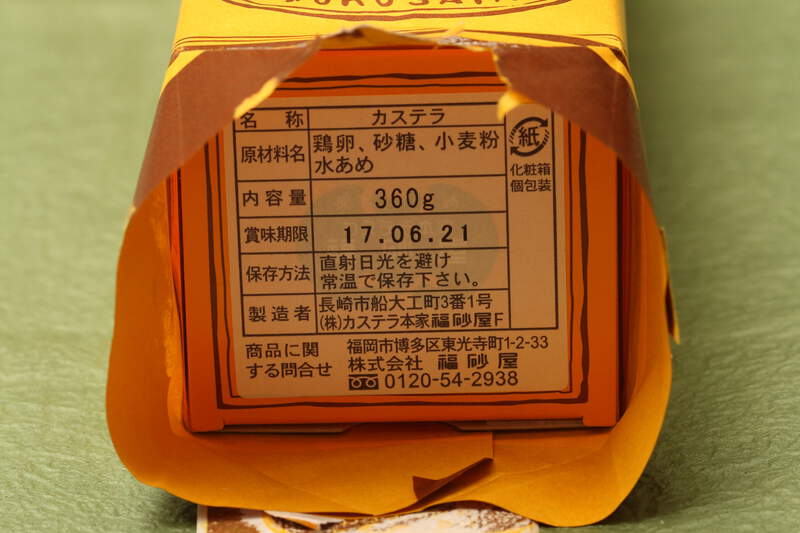 名称 カステラ
原材料名 鶏卵、砂糖、小麦粉
水あめ
内容量 360g
賞味期限 17.06.21
保存方法 直射日光を避け
常温で保存下さい。
製造者 長崎市船大工町3番1号
(株)カステラ本家福砂屋F
紙
化粧箱
個包装
商品に関
する問合せ
福岡市博多区東光寺町1-2-33
株式会社 福砂屋
0120-54-2938